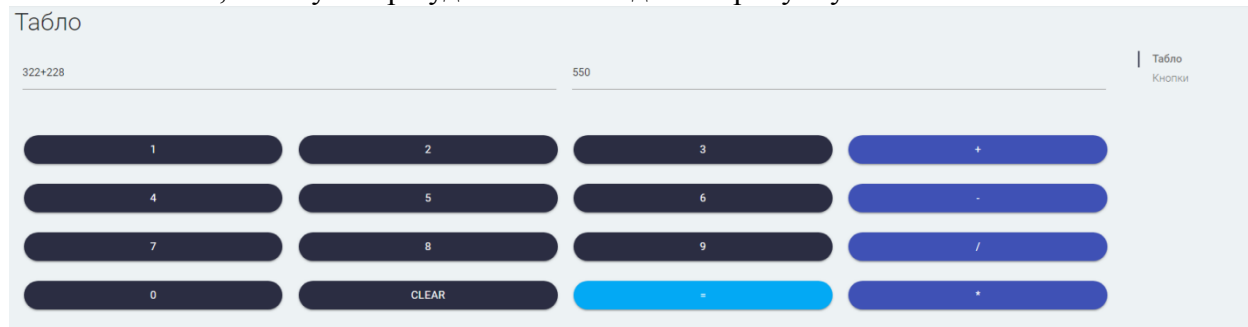 Табло
322+228 550
Табло
Кнопки
1 2 3 +
4 5 6 -
7 8 9 /
0 CLEAR = *